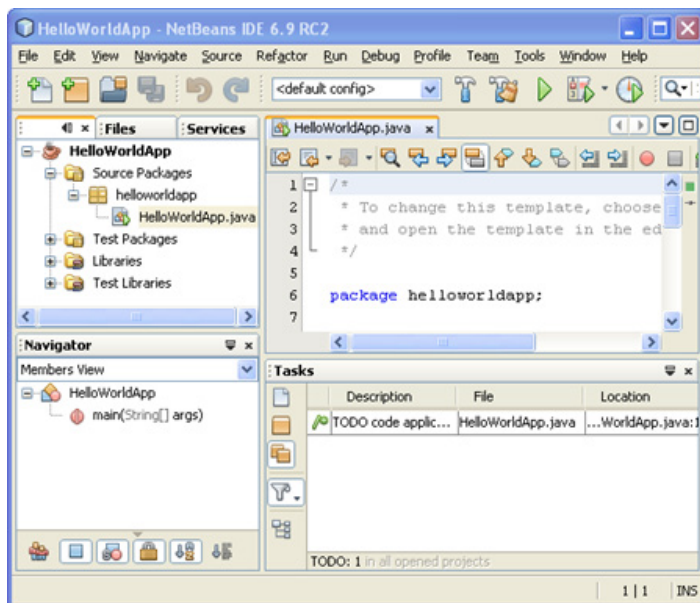 HelloWorldApp - NetBeans IDE 6.9 RC2
File Edit View Navigate Source Refactor Run Debug Profile Team Tools Window Help
<default config>
Files Services
HelloWorldApp
Source Packages
helloworldapp
HelloWorldApp.java
Test Packages
Libraries
Test Libraries
HelloWorldApp.java
1 /*
2 * To change this template, choose
3 * and open the template in the ed
4 */
5
6 package helloworldapp;
7
Navigator
Members View
HelloWorldApp
main(String[] args)
Tasks
Description File Location
TODO code applic... HelloWorldApp.java ...WorldApp.java:1
TODO: 1 in all opened projects
1 | 1 INS